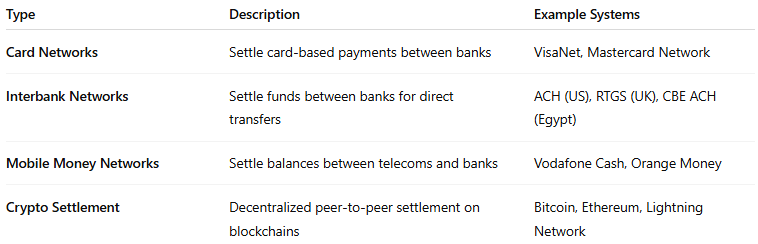 Type Description Example Systems
Card Networks Settle card-based payments between banks VisaNet, Mastercard Network
Interbank Networks Settle funds between banks for direct ACH (US), RTGS (UK), CBE ACH
transfers (Egypt)
Mobile Money Networks Settle balances between telecoms and banks Vodafone Cash, Orange Money
Crypto Settlement Decentralized peer-to-peer settlement on Bitcoin, Ethereum, Lightning
blockchains Network